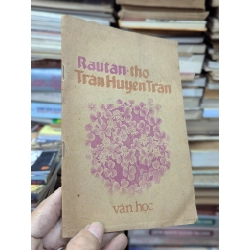 Rau tần - thơ
Trần Huyền Trân
văn học